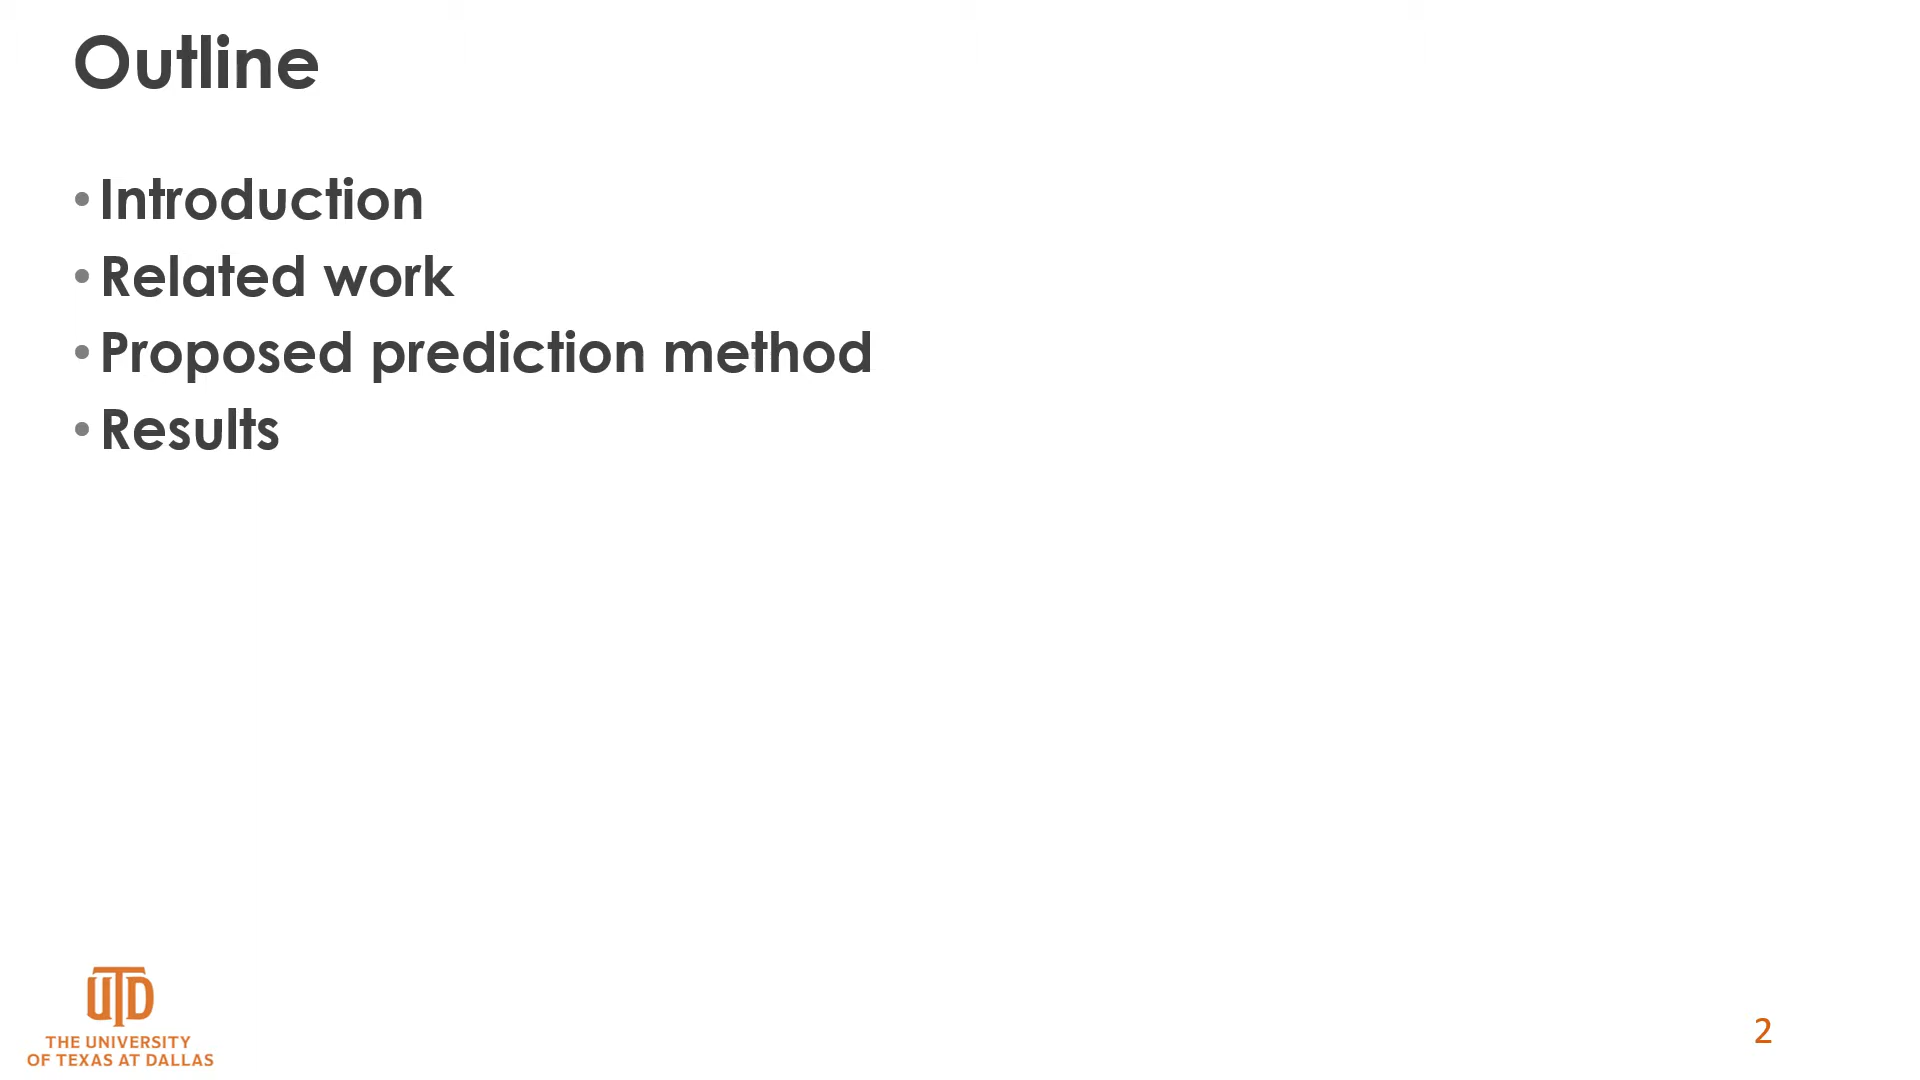 Outline
• Introduction
• Related work
• Proposed prediction method
• Results
UTD
THE UNIVERSITY
OF TEXAS AT DALLAS
2